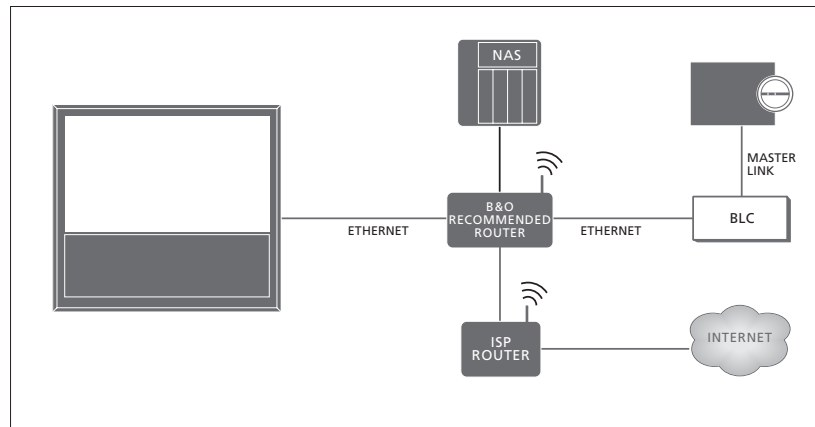 NAS
MASTER
LINK
B&O
RECOMMENDED
ROUTER
ETHERNET
ETHERNET
BLC
ISP
ROUTER
INTERNET